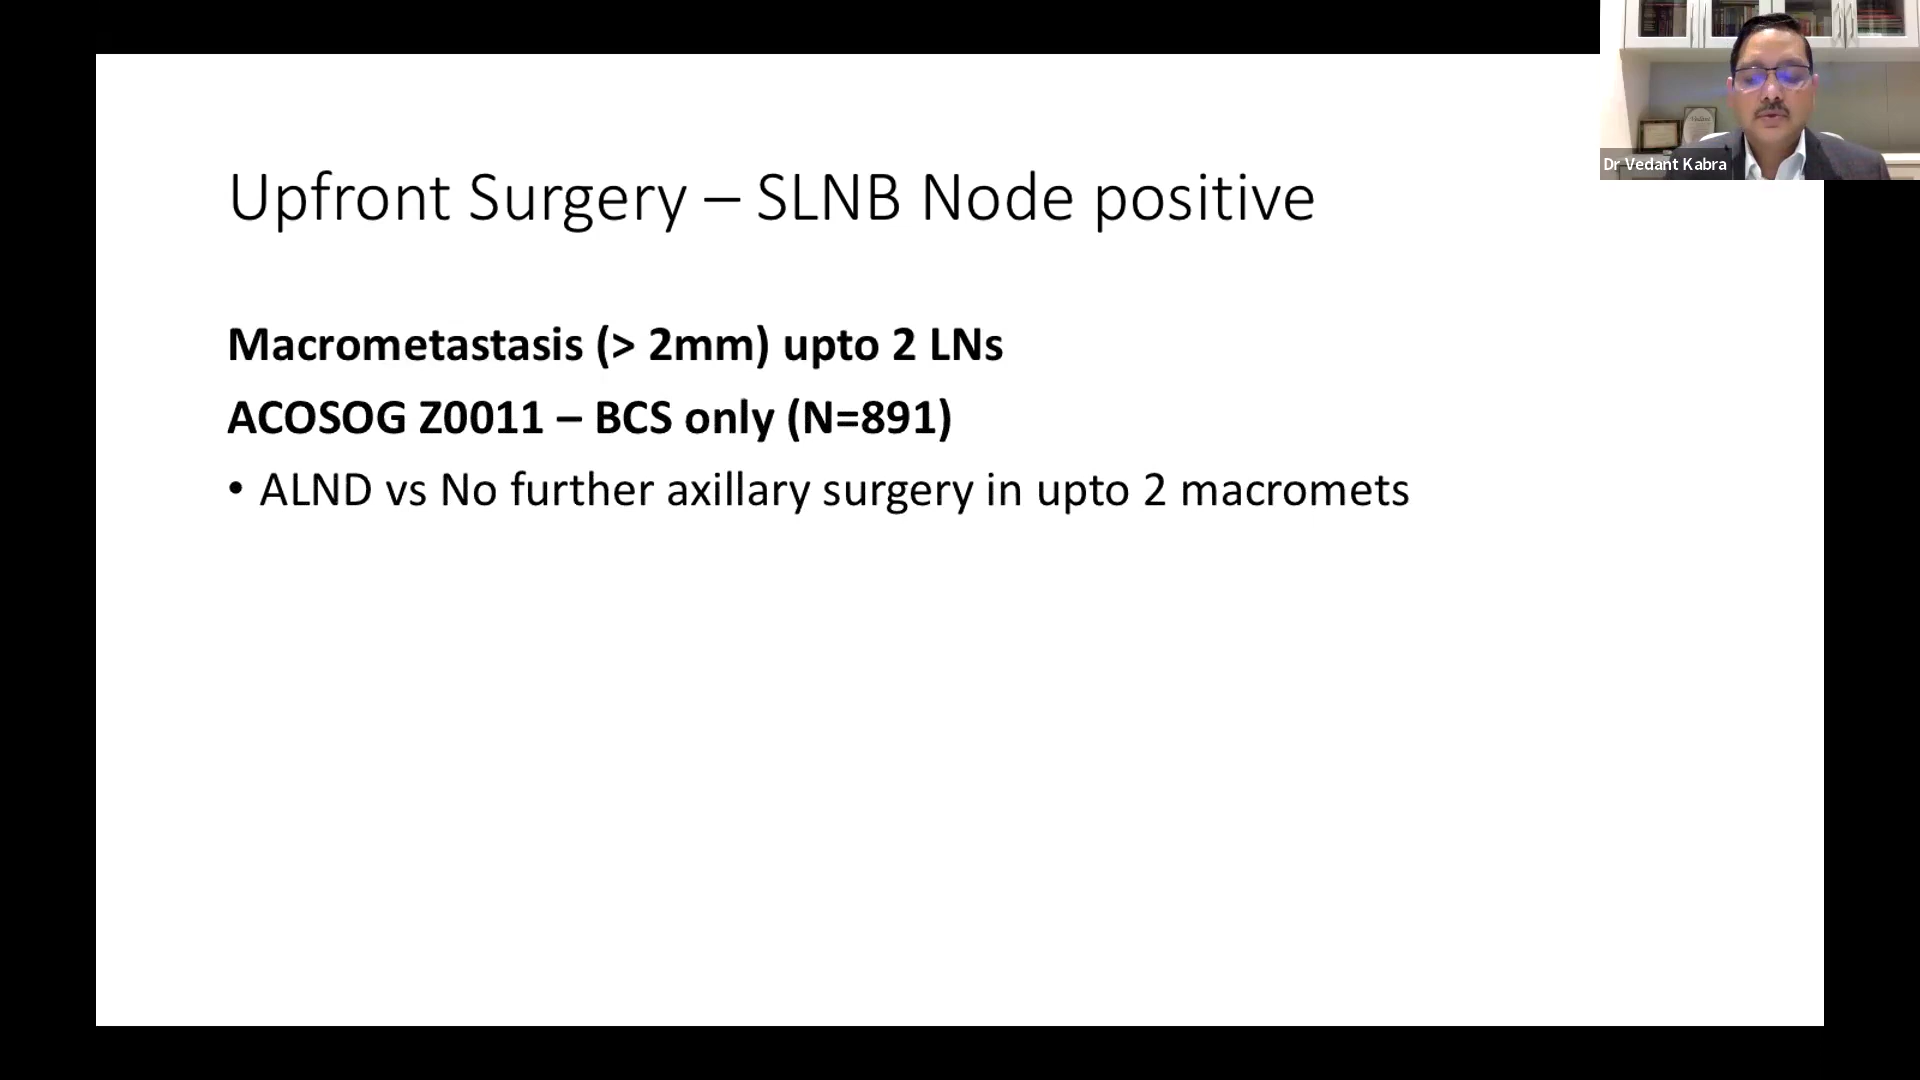 Dr Vedant Kabra
Upfront Surgery – SLNB Node positive
Macrometastasis (> 2mm) upto 2 LNs
ACOSOG Z0011 – BCS only (N=891)
• ALND vs No further axillary surgery in upto 2 macromets